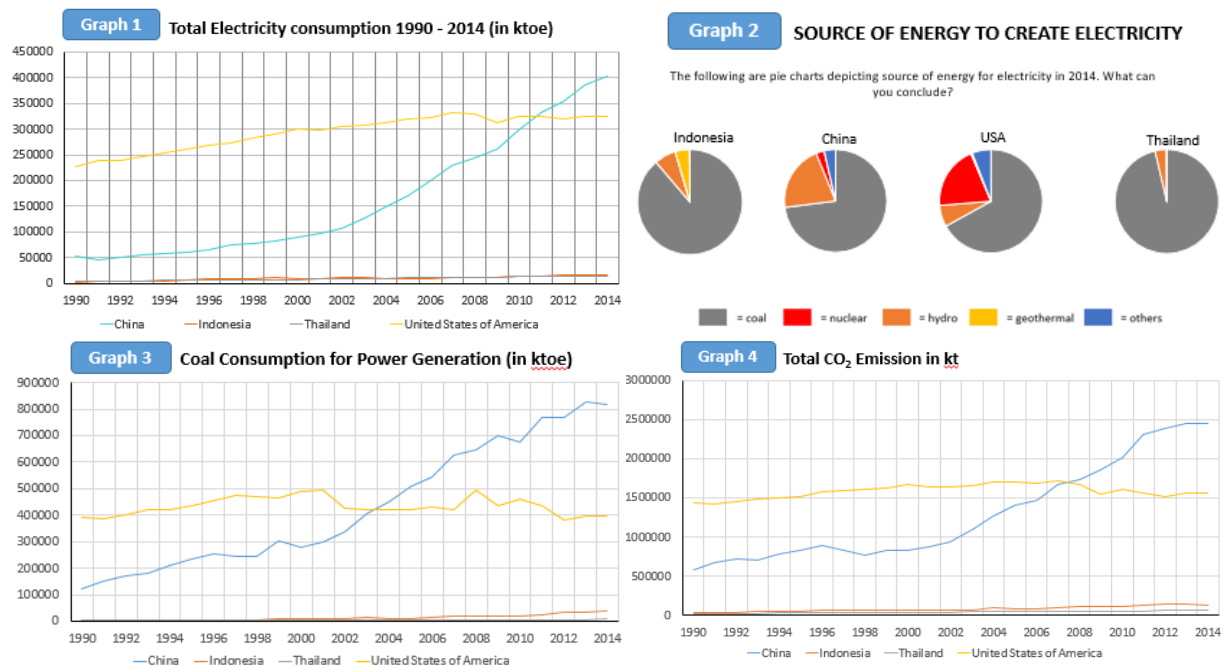 Graph 1
Total Electricity consumption 1990 - 2014 (in ktoe)
450000
400000
350000
300000
250000
200000
150000
100000
50000
0
1990 1992 1994 1996 1998 2000 2002 2004 2006 2008 2010 2012 2014
China Indonesia Thailand United States of America
Graph 2
SOURCE OF ENERGY TO CREATE ELECTRICITY
The following are pie charts depicting source of energy for electricity in 2014. What can
you conclude?
Indonesia China USA Thailand
= coal = nuclear = hydro = geothermal = others
Graph 3
Coal Consumption for Power Generation (in ktoe)
900000
800000
700000
600000
500000
400000
300000
200000
100000
0
1990 1992 1994 1996 1998 2000 2002 2004 2006 2008 2010 2012 2014
China Indonesia Thailand United States of America
Graph 4
Total CO₂ Emission in kt
3000000
2500000
2000000
1500000
1000000
500000
0
1990 1992 1994 1996 1998 2000 2002 2004 2006 2008 2010 2012 2014
China Indonesia Thailand United States of America